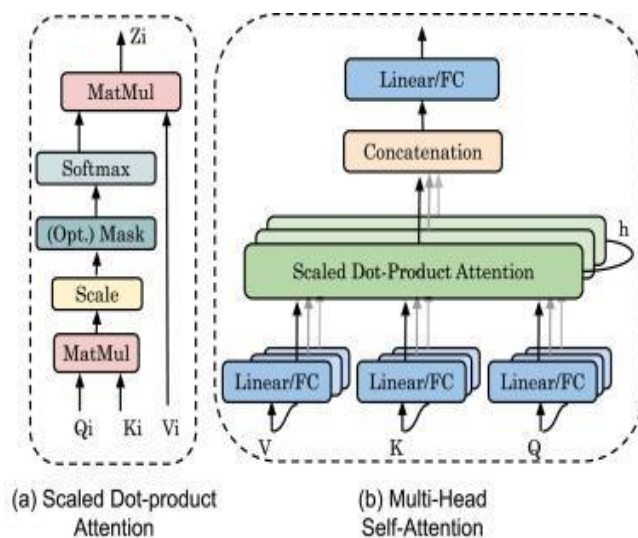 Zi
MatMul
Softmax
(Opt.) Mask
Scale
MatMul
Qi Ki Vi
(a) Scaled Dot-product
Attention
Linear/FC
Concatenation
h
Scaled Dot-Product Attention
Linear/FC Linear/FC Linear/FC
V K Q
(b) Multi-Head
Self-Attention